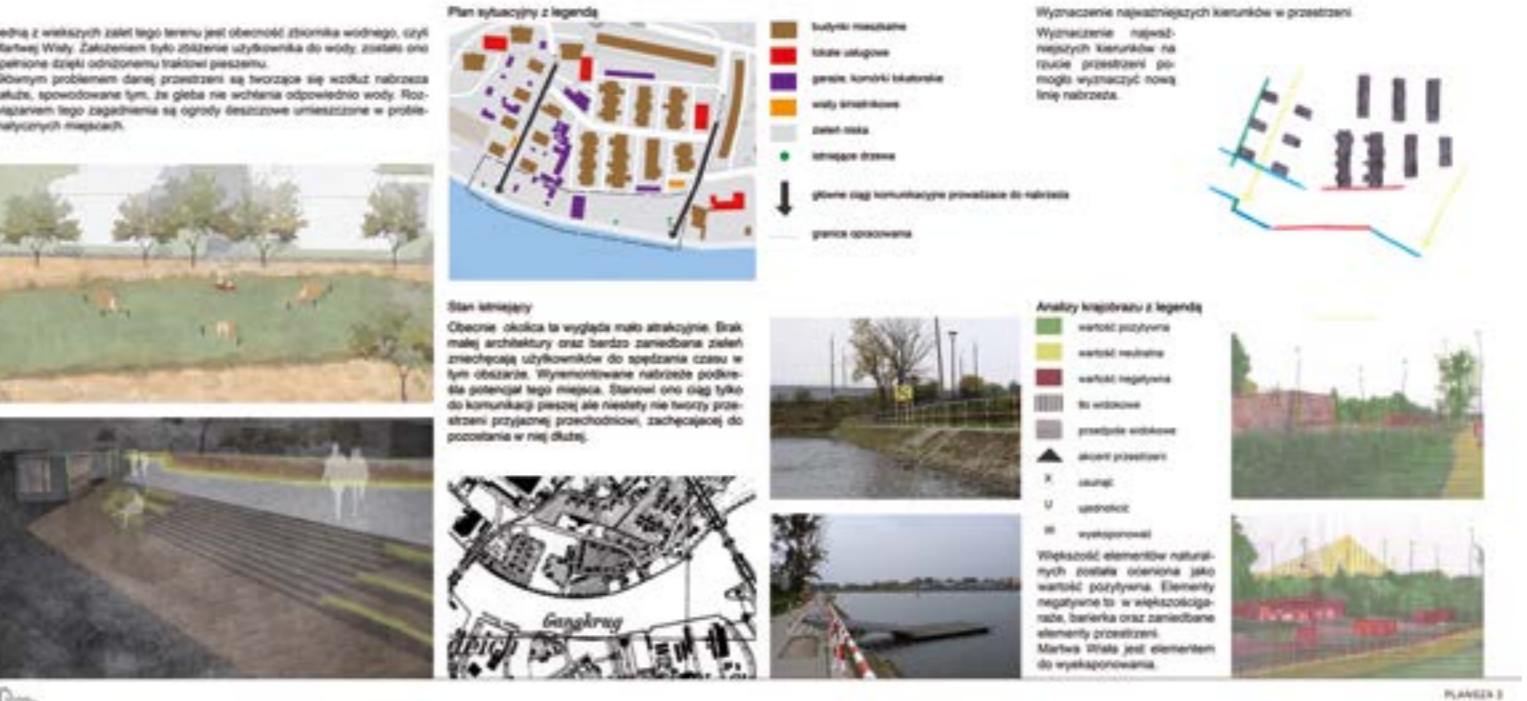 edną z większych zalet tego terenu jest obecność zbiornika wodnego, czyli
Martwej Wisły. Założeniem było zbliżenie użytkownika do wody, zostało ono
pełnione dzięki odniżonemu traktowi pieszemu.
Głównym problemem danej przestrzeni są tworzące się wzdłuż nabrzeża
ałuże, spowodowane tym, że gleba nie wchłania odpowiednio wody. Roz-
wiązaniem tego zagadnienia są ogrody deszczowe umieszczone w proble-
matycznych miejscach.
Plan sytuacyjny z legendą
budynki mieszkalne
lokale usługowe
garaże, komórki lokatorskie
wiaty śmietnikowe
zieleń niska
istniejące drzewa
główne ciągi komunikacyjne prowadzace do nabrzeża
granica opracowania
Wyznaczenie najważniejszych kierunków w przestrzeni
Wyznaczenie najważ-
niejszych kierunków na
rzucie przestrzeni po-
mogło wyznaczyć nową
linię nabrzeża.
Stan istniejący
Obecnie okolica ta wygląda mało atrakcyjnie. Brak
małej architektury oraz bardzo zaniedbana zieleń
zniechęcają użytkowników do spędzania czasu w
tym obszarze. Wyremontowane nabrzeże podkre-
śla potencjał tego miejsca. Stanowi ono ciąg tylko
do komunikacji pieszej ale niestety nie tworzy prze-
strzeni przyjaznej przechodniowi, zachęcajacej do
pozostania w niej dłużej.
Gangkrug
deich
Analizy krajobrazu z legendą
wartość pozytywna
wartość neutralna
wartość negatywna
tło widokowe
przedpole widokowe
akcent przestrzeni
X usunąć
U ujednolicić
W wyeksponować
Większość elementów natural-
nych została oceniona jako
wartość pozytywna. Elementy
negatywne to w większościga-
raże, barierka oraz zaniedbane
elementy przestrzeni.
Martwa Wisła jest elementem
do wyeksponowania.
PLANSZA 3